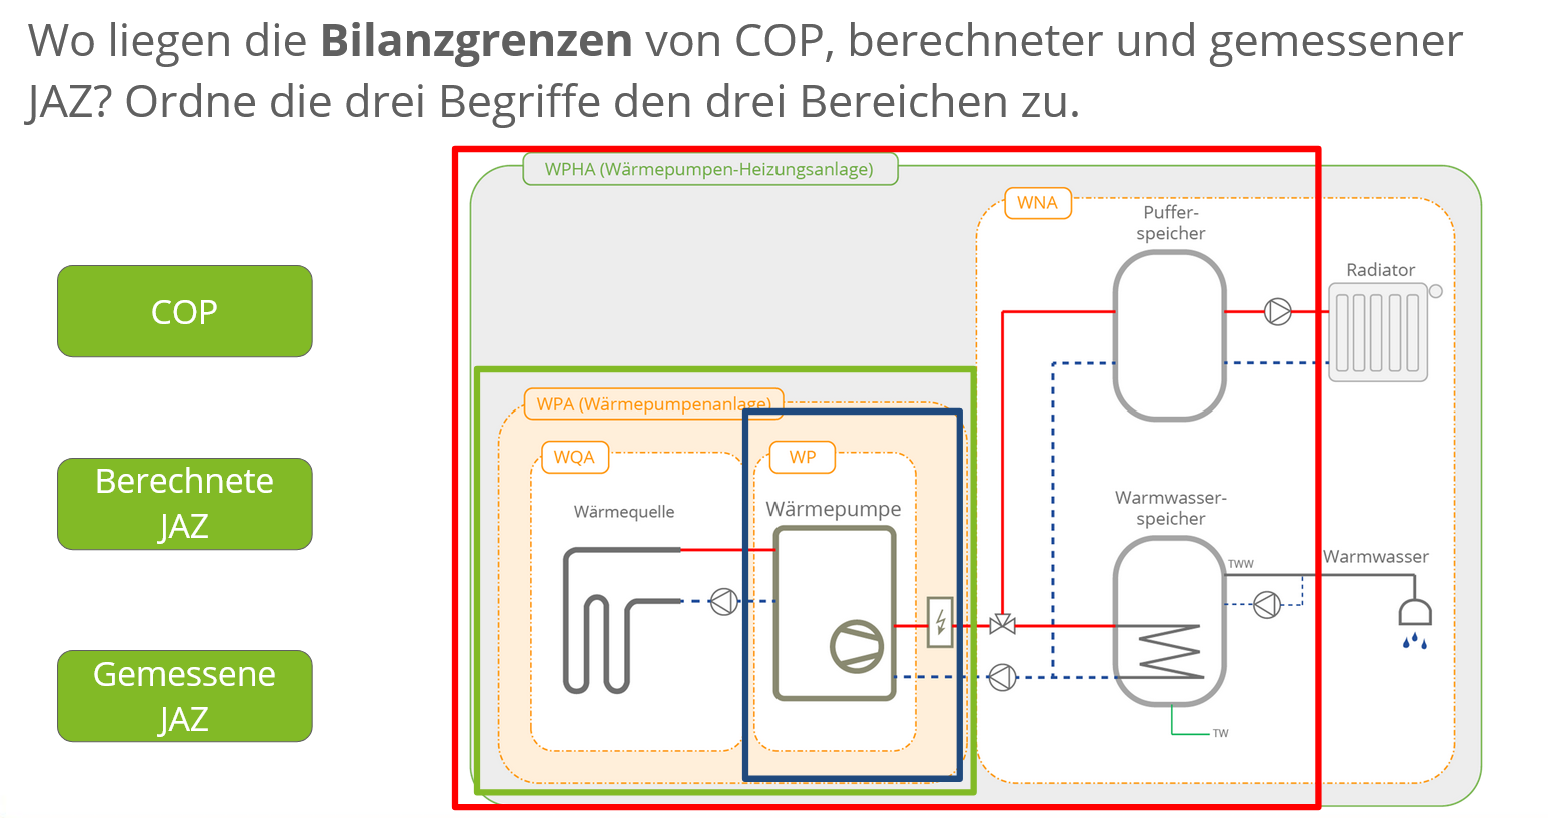 Wo liegen die Bilanzgrenzen von COP, berechneter und gemessener
JAZ? Ordne die drei Begriffe den drei Bereichen zu.
COP
Berechnete
JAZ
Gemessene
JAZ
WPHA (Wärmepumpen-Heizungsanlage)
WNA
Puffer-
speicher
Radiator
WPA (Wärmepumpenanlage)
WQA
WP
Wärmequelle
Wärmepumpe
Warmwasser-
speicher
TWW
Warmwasser
TW